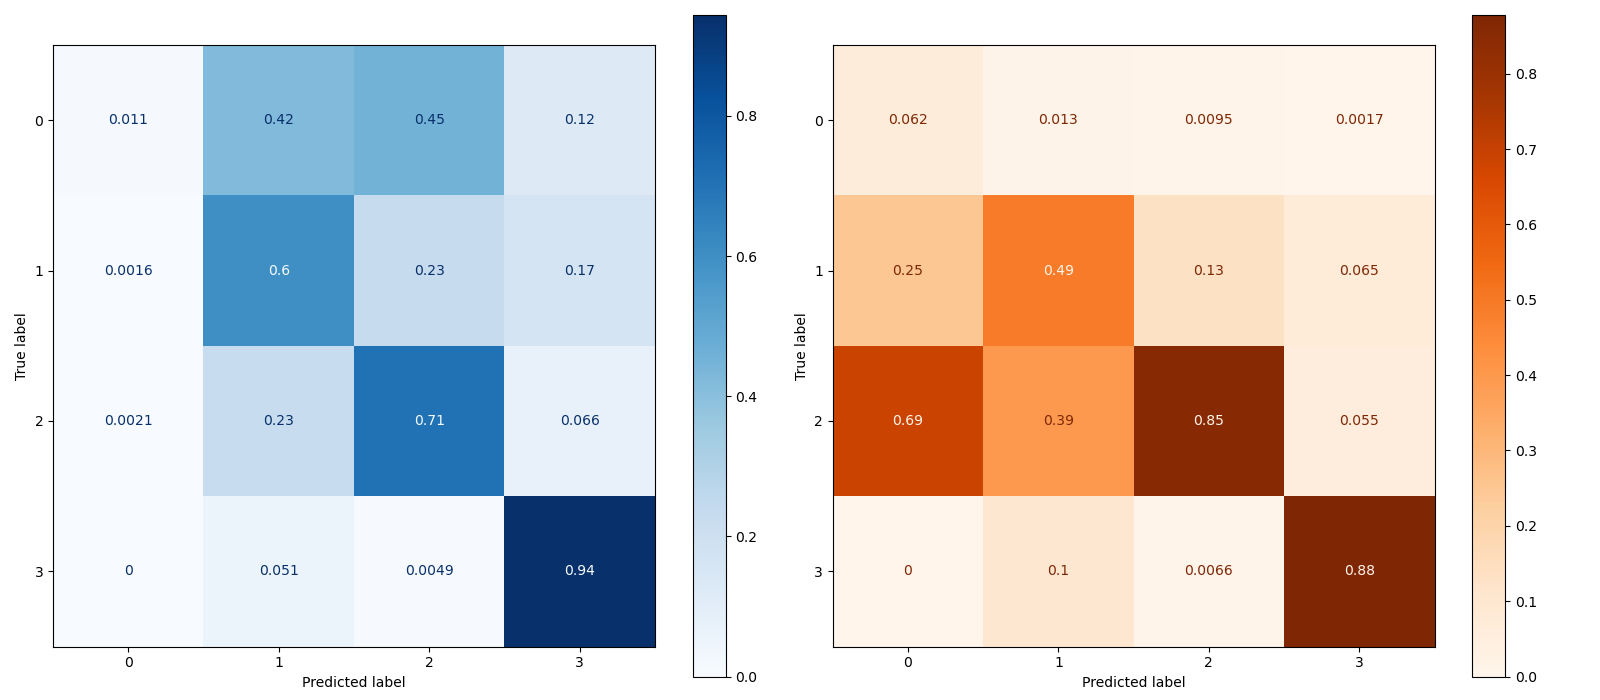 0 0.011 0.42 0.45 0.12
1 0.0016 0.6 0.23 0.17
2 0.0021 0.23 0.71 0.066
3 0 0.051 0.0049 0.94
0 1 2 3
Predicted label
True label
0.8
0.6
0.4
0.2
0.0
0 0.062 0.013 0.0095 0.0017
1 0.25 0.49 0.13 0.065
2 0.69 0.39 0.85 0.055
3 0 0.1 0.0066 0.88
0 1 2 3
Predicted label
True label
0.8
0.7
0.6
0.5
0.4
0.3
0.2
0.1
0.0